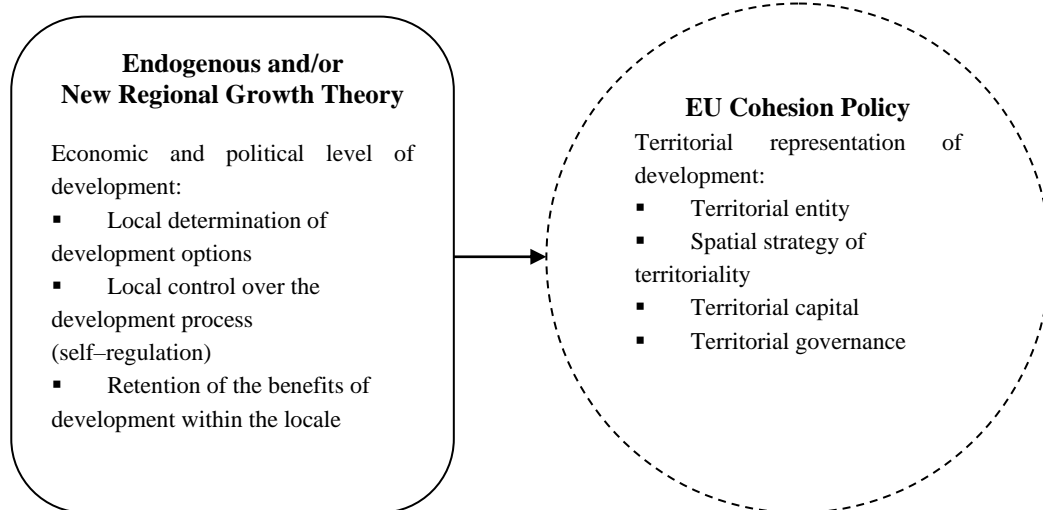 Endogenous and/or
New Regional Growth Theory
Economic and political level of
development:
▪ Local determination of
development options
▪ Local control over the
development process
(self–regulation)
▪ Retention of the benefits of
development within the locale
EU Cohesion Policy
Territorial representation of
development:
▪ Territorial entity
▪ Spatial strategy of
territoriality
▪ Territorial capital
▪ Territorial governance